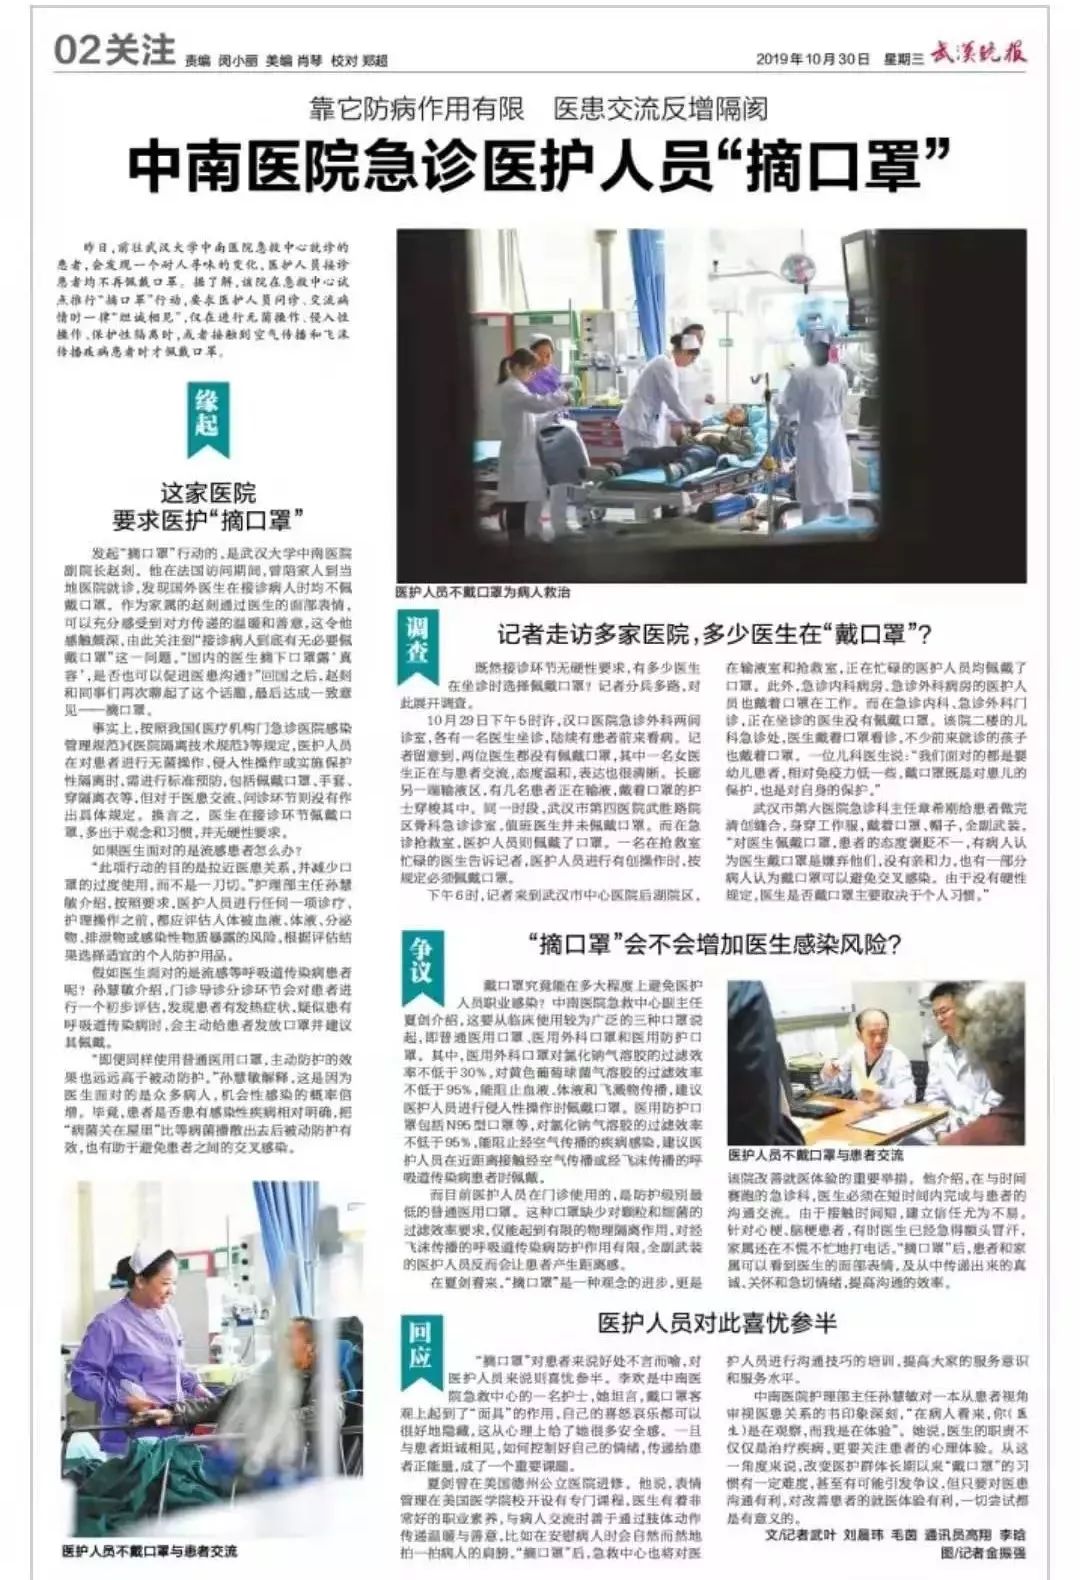 02关注 责编 闵小丽 美编 肖琴 校对 郑超
2019年10月30日 星期三 武汉晚报
靠它防病作用有限 医患交流反增隔阂
中南医院急诊医护人员“摘口罩”
昨日,前往武汉大学中南医院急救中心就诊的
患者,会发现一个耐人寻味的变化,医护人员接诊
患者均不再佩戴口罩。据了解,该院在急救中心试
点推行“摘口罩”行动,要求医护人员问诊、交流病
情时一律“坦诚相见”,仅在进行无菌操作、侵入性
操作、保护性隔离时,或者接触到空气传播和飞沫
传播疾病患者时才佩戴口罩。
缘起
这家医院
要求医护“摘口罩”
发起“摘口罩”行动的,是武汉大学中南医院
副院长赵剡。他在法国访问期间,曾陪家人到当
地医院就诊,发现国外医生在接诊病人时均不佩
戴口罩。作为家属的赵剡通过医生的面部表情,
可以充分感受到对方传递的温暖和善意,这令他
感触颇深,由此关注到“接诊病人到底有无必要佩
戴口罩”这一问题,“国内的医生摘下口罩露‘真
容’,是否也可以促进医患沟通?”回国之后,赵剡
和同事们再次聊起了这个话题,最后达成一致意
见——摘口罩。
事实上,按照我国《医疗机构门急诊医院感染
管理规范》《医院隔离技术规范》等规定,医护人员
在对患者进行无菌操作、侵入性操作或实施保护
性隔离时,需进行标准预防,包括佩戴口罩、手套、
穿隔离衣等,但对于医患交流、问诊环节则没有作
出具体规定。换言之,医生在接诊环节佩戴口
罩,多出于观念和习惯,并无硬性要求。
如果医生面对的是流感患者怎么办?
“此项行动的目的是拉近医患关系,并减少口
罩的过度使用,而不是一刀切。”护理部主任孙慧
敏介绍,按照要求,医护人员进行任何一项诊疗、
护理操作之前,都应评估人体被血液、体液、分泌
物、排泄物或感染性物质暴露的风险,根据评估结
果选择适宜的个人防护用品。
假如医生面对的是流感等呼吸道传染病患者
呢?孙慧敏介绍,门诊导诊分诊环节会对患者进
行一个初步评估,发现患者有发热症状,疑似患有
呼吸道传染病时,会主动给患者发放口罩并建议
其佩戴。
“即便同样使用普通医用口罩,主动防护的效
果也远远高于被动防护。”孙慧敏解释,这是因为
医生面对的是众多病人,机会性感染的概率倍
增。毕竟,患者是否患有感染性疾病相对明确,把
“病菌关在屋里”比等病菌播散出去后被动防护有
效,也有助于避免患者之间的交叉感染。
医护人员不戴口罩与患者交流
医护人员不戴口罩为病人救治
调查
记者走访多家医院,多少医生在“戴口罩”?
既然接诊环节无硬性要求,有多少医生
在坐诊时选择佩戴口罩?记者分兵多路,对
此展开调查。
10月29日下午5时许,汉口医院急诊外科两间
诊室,各有一名医生坐诊,陆续有患者前来看病。记
者留意到,两位医生都没有佩戴口罩,其中一名女医
生正在与患者交流,态度温和,表达也很清晰。长廊
另一端输液区,有几名患者正在输液,戴着口罩的护
士穿梭其中。同一时段,武汉市第四医院武胜路院
区骨科急诊诊室,值班医生并未佩戴口罩。而在急
诊抢救室,医护人员则佩戴了口罩。一名在抢救室
忙碌的医生告诉记者,医护人员进行有创操作时,按
规定必须佩戴口罩。
下午6时,记者来到武汉市中心医院后湖院区,
在输液室和抢救室,正在忙碌的医护人员均佩戴了
口罩。此外,急诊内科病房、急诊外科病房的医护人
员也戴着口罩在工作。而在急诊内科、急诊外科门
诊,正在坐诊的医生没有佩戴口罩。该院二楼的儿
科急诊处,医生戴着口罩看诊,不少前来就诊的孩子
也戴着口罩。一位儿科医生说:“我们面对的都是婴
幼儿患者,相对免疫力低一些,戴口罩既是对患儿的
保护,也是对自身的保护。”
武汉市第六医院急诊科主任章希刚给患者做完
清创缝合,身穿工作服,戴着口罩、帽子,全副武装。
“对医生佩戴口罩,患者的态度褒贬不一,有病人认
为医生戴口罩是嫌弃他们,没有亲和力,也有一部分
病人认为戴口罩可以避免交叉感染。由于没有硬性
规定,医生是否戴口罩主要取决于个人习惯。”
争议
“摘口罩”会不会增加医生感染风险?
戴口罩究竟能在多大程度上避免医护
人员职业感染?中南医院急救中心副主任
夏剑介绍,这要从临床使用较为广泛的三种口罩说
起,即普通医用口罩、医用外科口罩和医用防护口
罩。其中,医用外科口罩对氯化钠气溶胶的过滤效
率不低于30%,对黄色葡萄球菌气溶胶的过滤效率
不低于95%,能阻止血液、体液和飞溅物传播,建议
医护人员进行侵入性操作时佩戴口罩。医用防护口
罩包括N95型口罩等,对氯化钠气溶胶的过滤效率
不低于95%,能阻止经空气传播的疾病感染,建议医
护人员在近距离接触经空气传播或经飞沫传播的呼
吸道传染病患者时佩戴。
而目前医护人员在门诊使用的,是防护级别最
低的普通医用口罩。这种口罩缺少对颗粒和细菌的
过滤效率要求,仅能起到有限的物理隔离作用,对经
飞沫传播的呼吸道传染病防护作用有限,全副武装
的医护人员反而会让患者产生距离感。
在夏剑看来,“摘口罩”是一种观念的进步,更是
医护人员不戴口罩与患者交流
该院改善就医体验的重要举措。他介绍,在与时间
赛跑的急诊科,医生必须在短时间内完成与患者的
沟通交流。由于接触时间短,建立信任尤为不易。
针对心梗、脑梗患者,有时医生已经急得额头冒汗,
家属还在不慌不忙地打电话。“摘口罩”后,患者和家
属可以看到医生的面部表情,及从中传递出来的真
诚、关怀和急切情绪,提高沟通的效率。
回应
医护人员对此喜忧参半
“摘口罩”对患者来说好处不言而喻,对
医护人员来说则喜忧参半。李欢是中南医
院急救中心的一名护士,她坦言,戴口罩客
观上起到了“面具”的作用,自己的喜怒哀乐都可以
很好地隐藏,这从心理上给了她很多安全感。一旦
与患者坦诚相见,如何控制好自己的情绪,传递给患
者正能量,成了一个重要课题。
夏剑曾在美国德州公立医院进修。他说,表情
管理在美国医学院校开设有专门课程,医生有着非
常好的职业素养,与病人交流时善于通过肢体动作
传递温暖与善意,比如在安慰病人时会自然而然地
拍一拍病人的肩膀。“摘口罩”后,急救中心也将对医
护人员进行沟通技巧的培训,提高大家的服务意识
和服务水平。
中南医院护理部主任孙慧敏对一本从患者视角
审视医患关系的书印象深刻,“在病人看来,你(医
生)是在观察,而我是在体验”。她说,医生的职责不
仅仅是治疗疾病,更要关注患者的心理体验。从这
一角度来说,改变医护群体长期以来“戴口罩”的习
惯有一定难度,甚至有可能引发争议,但只要对医患
沟通有利,对改善患者的就医体验有利,一切尝试都
是有意义的。
文/记者武叶 刘晨玮 毛茵 通讯员高翔 李晗
图/记者金振强